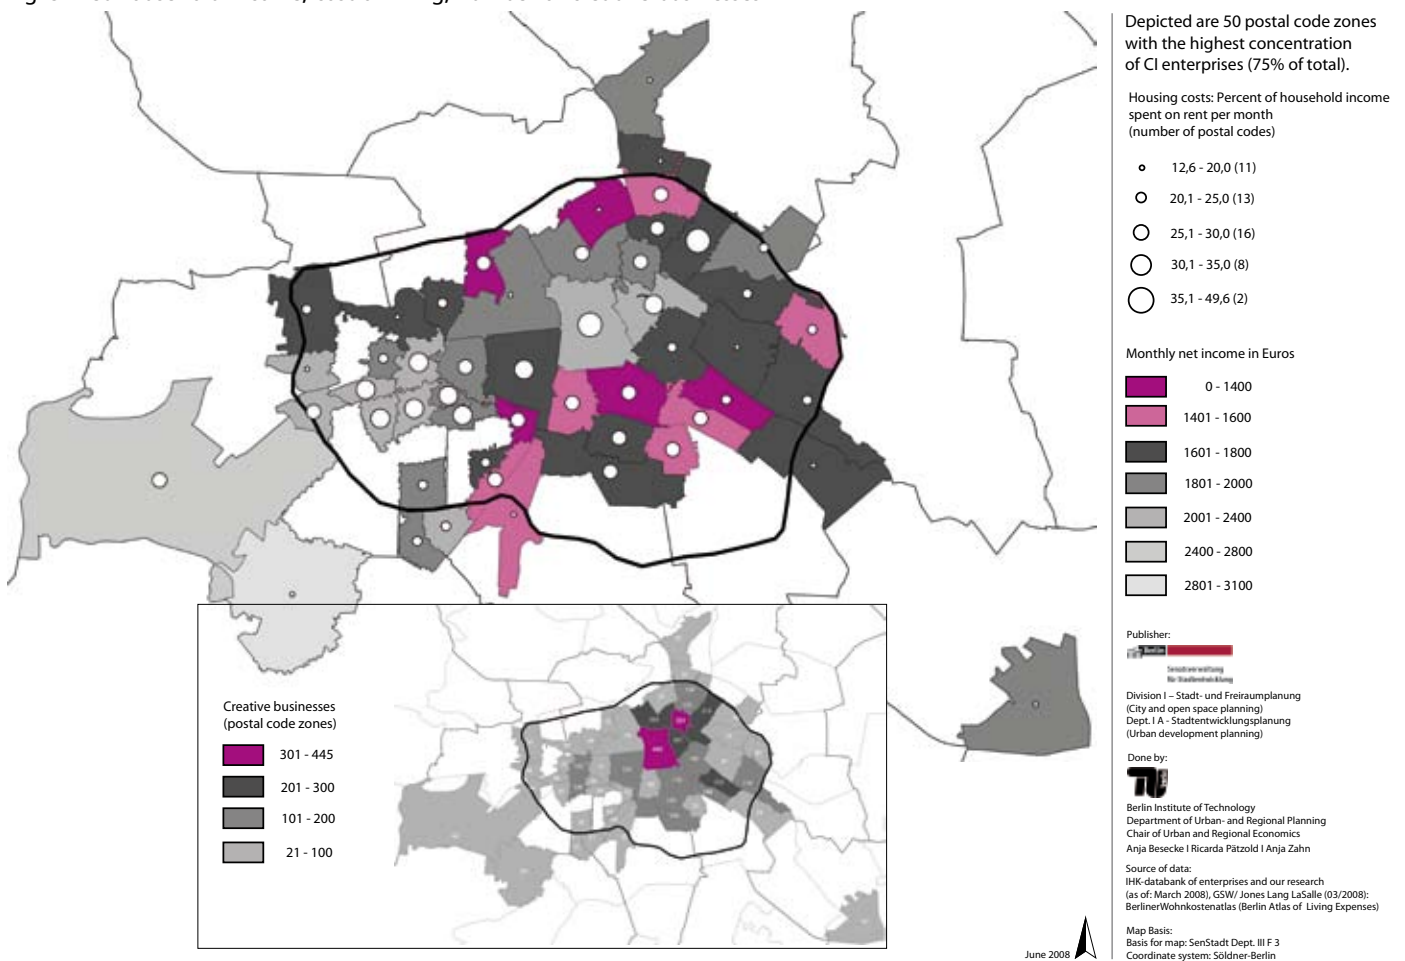 Depicted are 50 postal code zones
with the highest concentration
of CI enterprises (75% of total).
Housing costs: Percent of household income
spent on rent per month
(number of postal codes)
12,6 - 20,0 (11)
20,1 - 25,0 (13)
25,1 - 30,0 (16)
30,1 - 35,0 (8)
35,1 - 49,6 (2)
Monthly net income in Euros
0 - 1400
1401 - 1600
1601 - 1800
1801 - 2000
2001 - 2400
2400 - 2800
2801 - 3100
Publisher:
Berlin
Senatsverwaltung
für Stadtentwicklung
Division I – Stadt- und Freiraumplanung
(City and open space planning)
Dept. I A - Stadtentwicklungsplanung
(Urban development planning)
Done by:
Berlin Institute of Technology
Department of Urban- and Regional Planning
Chair of Urban and Regional Economics
Anja Besecke I Ricarda Pätzold I Anja Zahn
Source of data:
IHK-databank of enterprises and our research
(as of: March 2008), GSW/ Jones Lang LaSalle (03/2008):
BerlinerWohnkostenatlas (Berlin Atlas of Living Expenses)
Map Basis:
Basis for map: SenStadt Dept. III F 3
Coordinate system: Söldner-Berlin
June 2008
Creative businesses
(postal code zones)
301 - 445
201 - 300
101 - 200
21 - 100